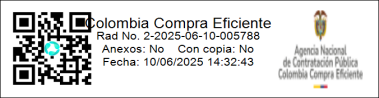 Colombia Compra Eficiente
Rad No. 2-2025-06-10-005788
Anexos: No Con copia: No
Fecha: 10/06/2025 14:32:43
Agencia Nacional
de Contratación Pública
Colombia Compra Eficiente